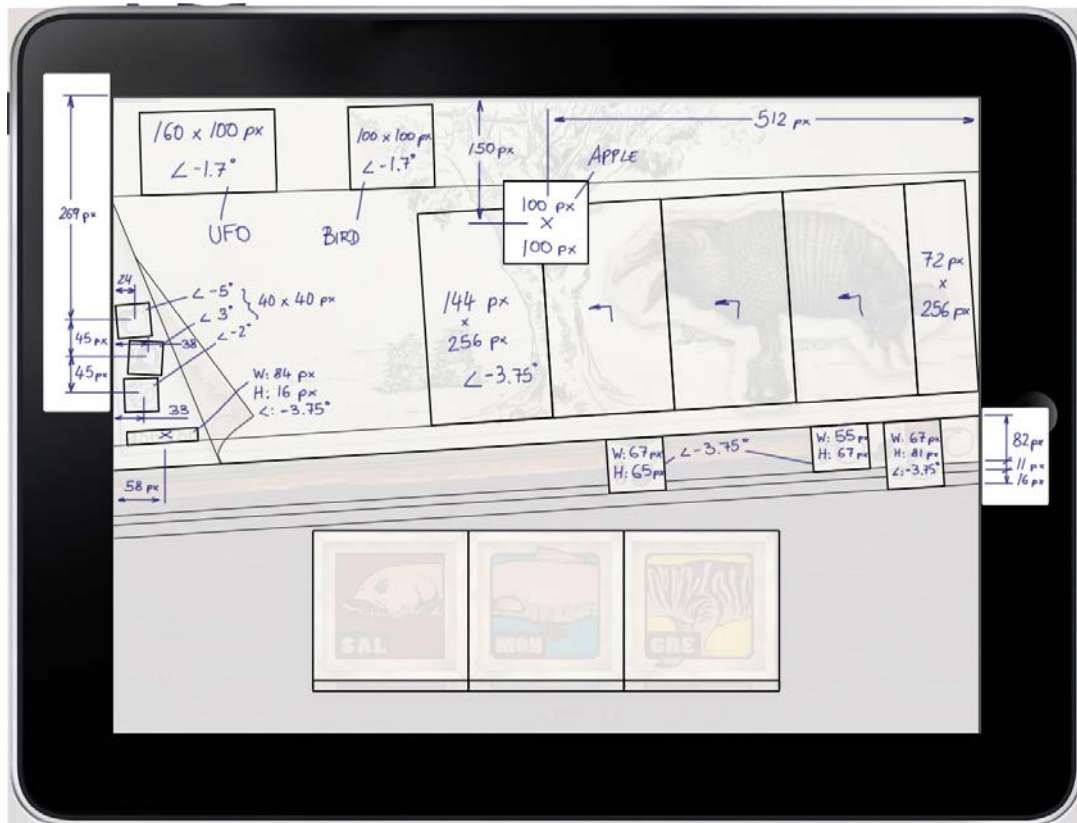 160 x 100 px
∠ -1.7°
UFO
100 x 100 px
∠ -1.7°
BIRD
150 px
512 px
APPLE
100 px
x
100 px
269 px
24
45 px
38
45 px
33
∠ -5°
∠ 3°
∠ -2°
40 x 40 px
W: 84 px
H: 16 px
∠: -3.75°
58 px
144 px
x
256 px
∠ -3.75°
72 px
x
256 px
W: 67 px
H: 65 px
∠ -3.75°
W: 55 px
H: 67 px
W: 67 px
H: 81 px
∠: -3.75°
82 px
11 px
16 px
SAL
MUN
GRE